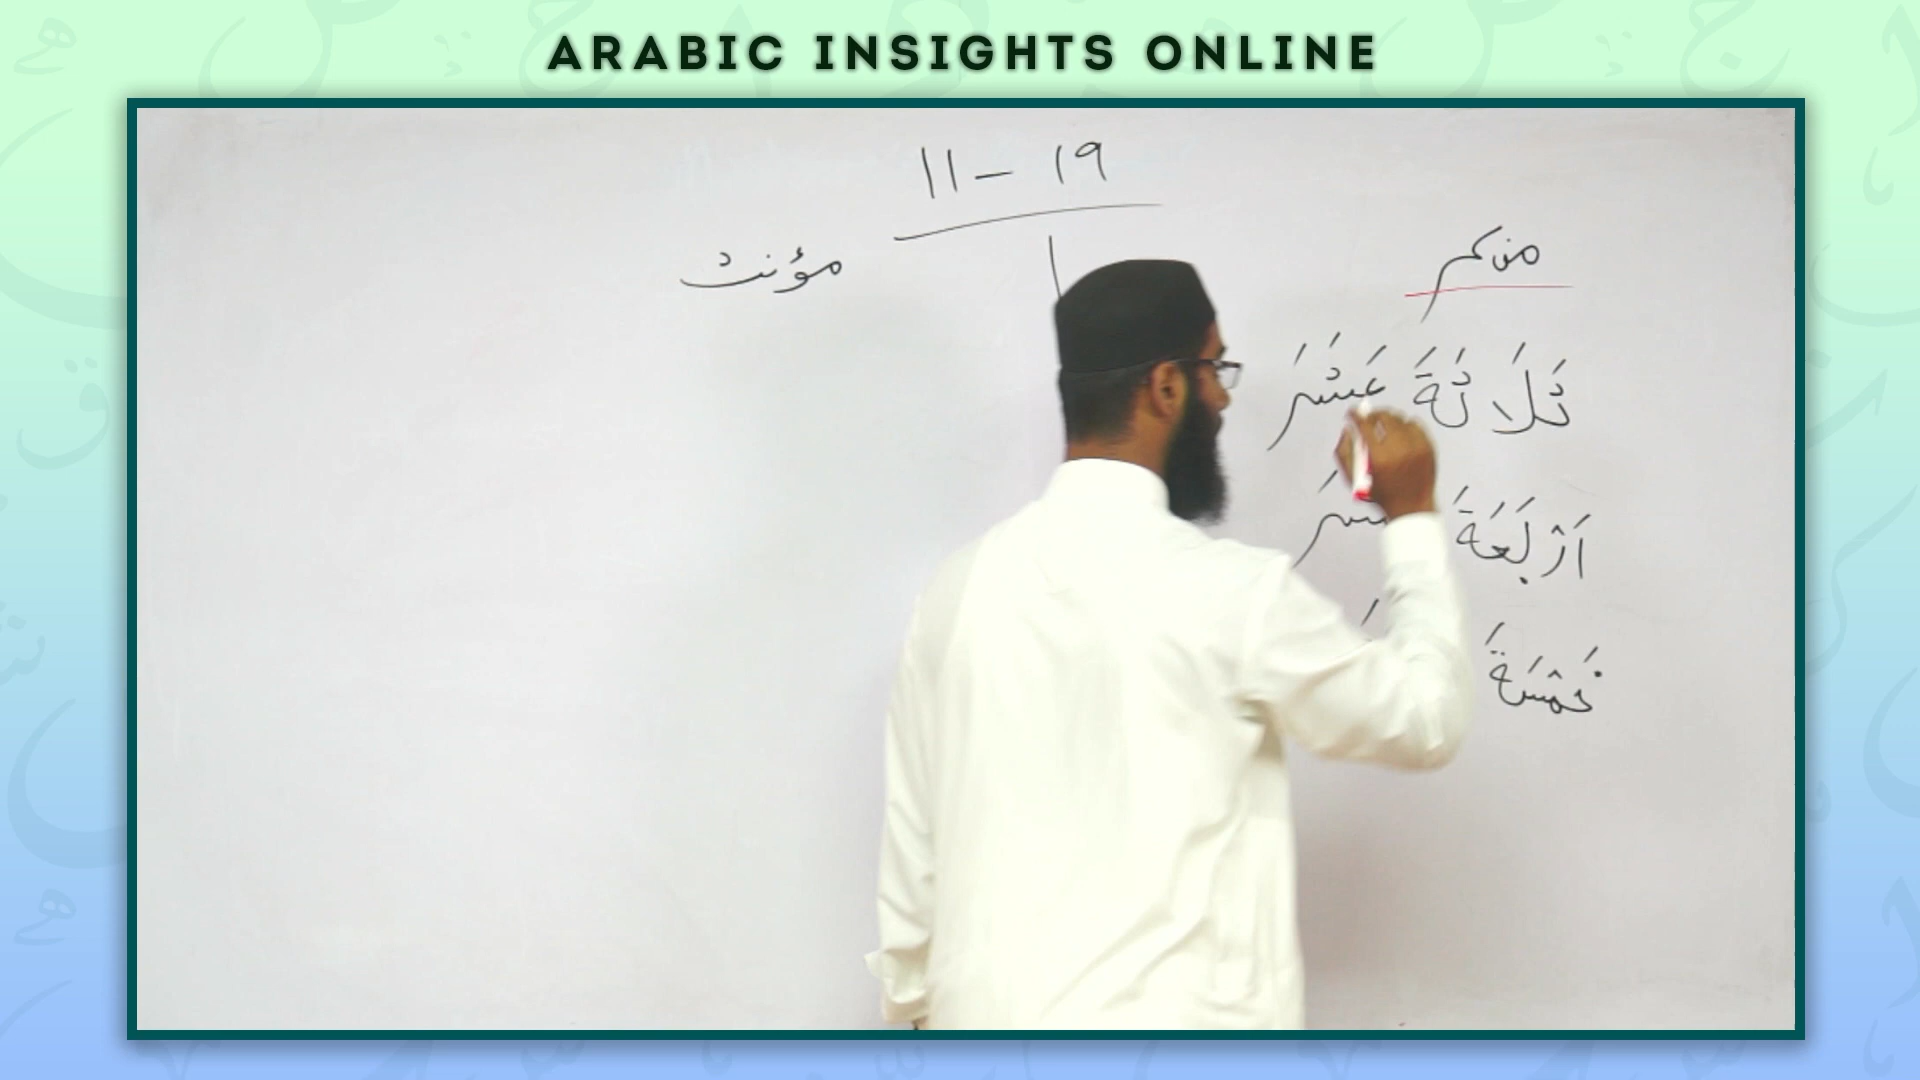 ARABIC INSIGHTS ONLINE
١١ - ١٩
مذكر
مؤنث
ثَلَاثَةَ عَشَرَ
اَرْبَعَةَ
خَمْسَةَ